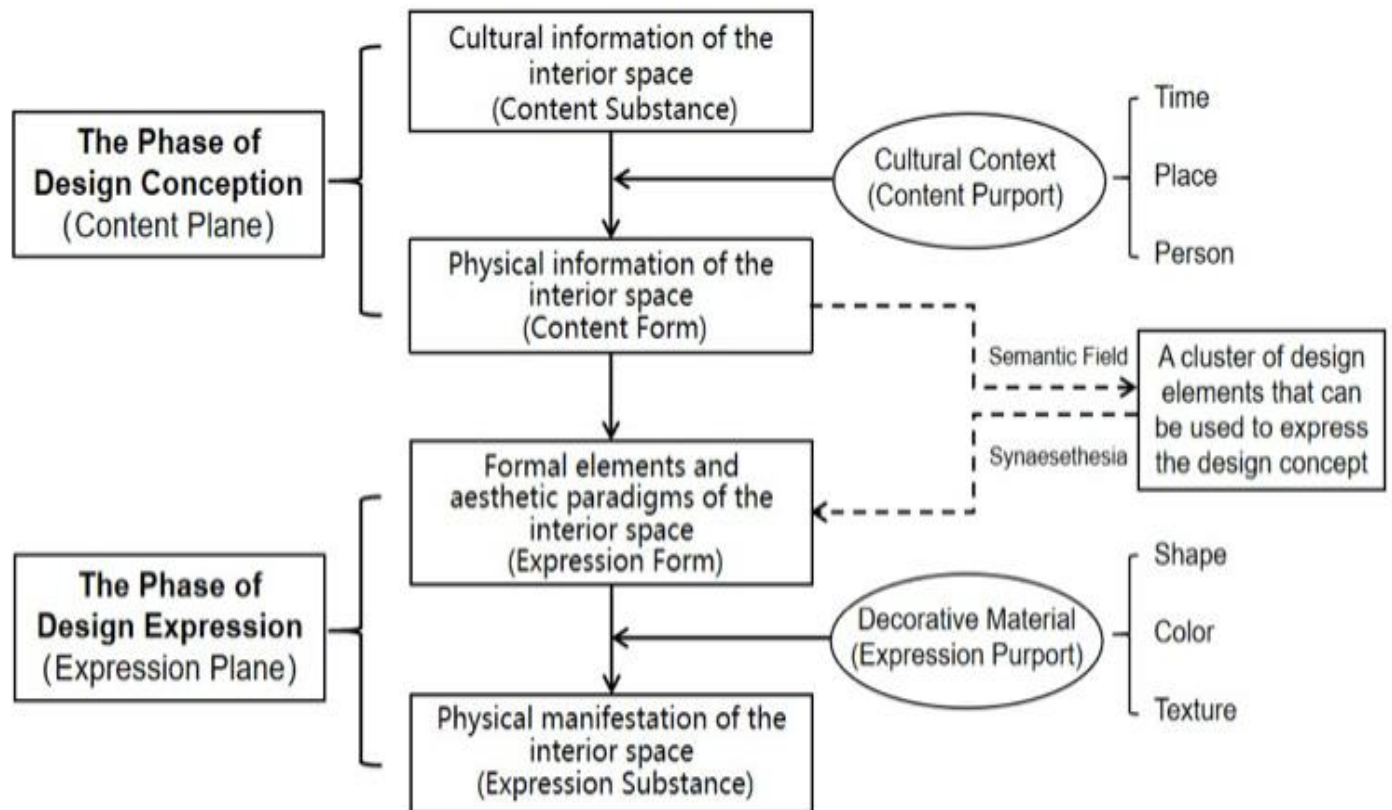 Cultural information of the
interior space
(Content Substance)
The Phase of
Design Conception
(Content Plane)
Cultural Context
(Content Purport)
Time
Place
Person
Physical information of the
interior space
(Content Form)
Semantic Field
Synaesethesia
A cluster of design
elements that can
be used to express
the design concept
Formal elements and
aesthetic paradigms of the
interior space
(Expression Form)
The Phase of
Design Expression
(Expression Plane)
Decorative Material
(Expression Purport)
Shape
Color
Texture
Physical manifestation of the
interior space
(Expression Substance)